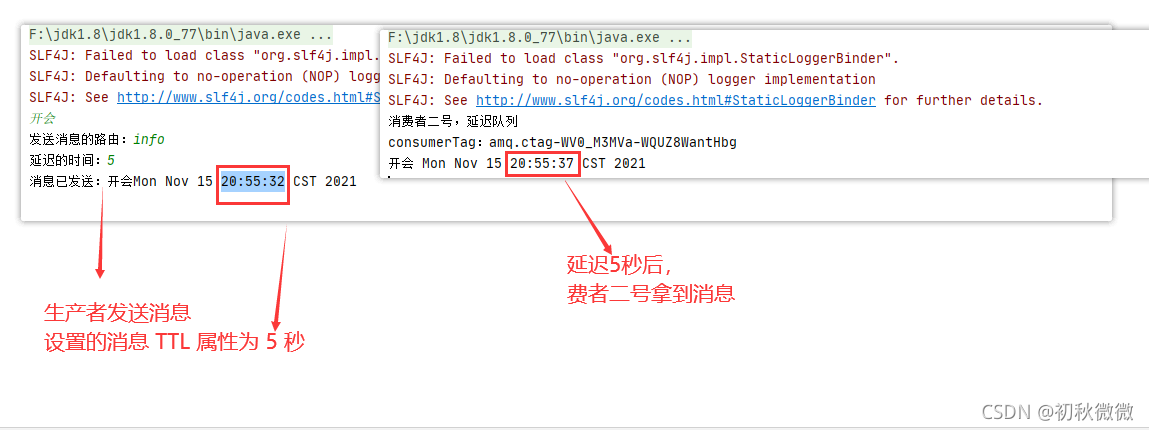 F:\jdk1.8\jdk1.8.0_77\bin\java.exe ...
SLF4J: Failed to load class "org.slf4j.impl.
SLF4J: Defaulting to no-operation (NOP) logg
SLF4J: See http://www.slf4j.org/codes.html#S
开会
发送消息的路由：info
延迟的时间：5
消息已发送：开会Mon Nov 15 20:55:32 CST 2021
F:\jdk1.8\jdk1.8.0_77\bin\java.exe ...
SLF4J: Failed to load class "org.slf4j.impl.StaticLoggerBinder".
SLF4J: Defaulting to no-operation (NOP) logger implementation
SLF4J: See http://www.slf4j.org/codes.html#StaticLoggerBinder for further details.
消费者二号，延迟队列
consumerTag：amq.ctag-WV0_M3MVa-WQUZ8WantHbg
开会 Mon Nov 15 20:55:37 CST 2021
生产者发送消息
设置的消息 TTL 属性为 5 秒
延迟5秒后，
费者二号拿到消息
CSDN @初秋微微